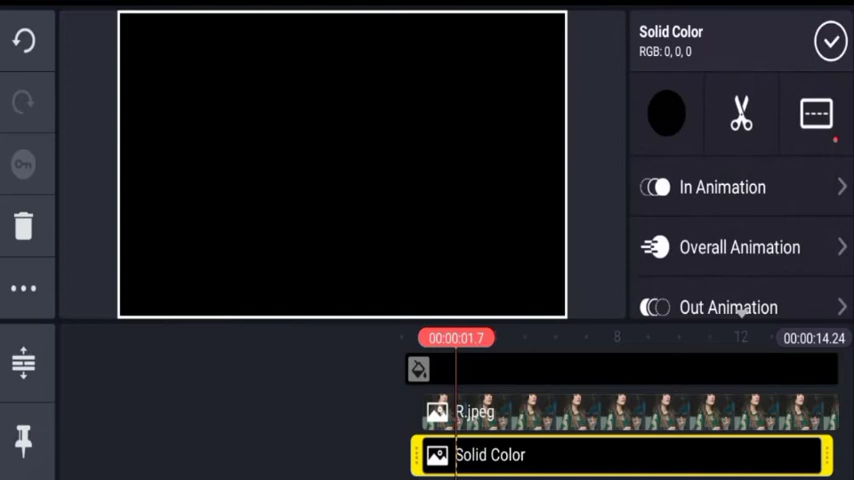 Solid Color
RGB: 0, 0, 0
In Animation
Overall Animation
Out Animation
00:00:01.7
8
12
00:00:14.24
R.jpeg
Solid Color